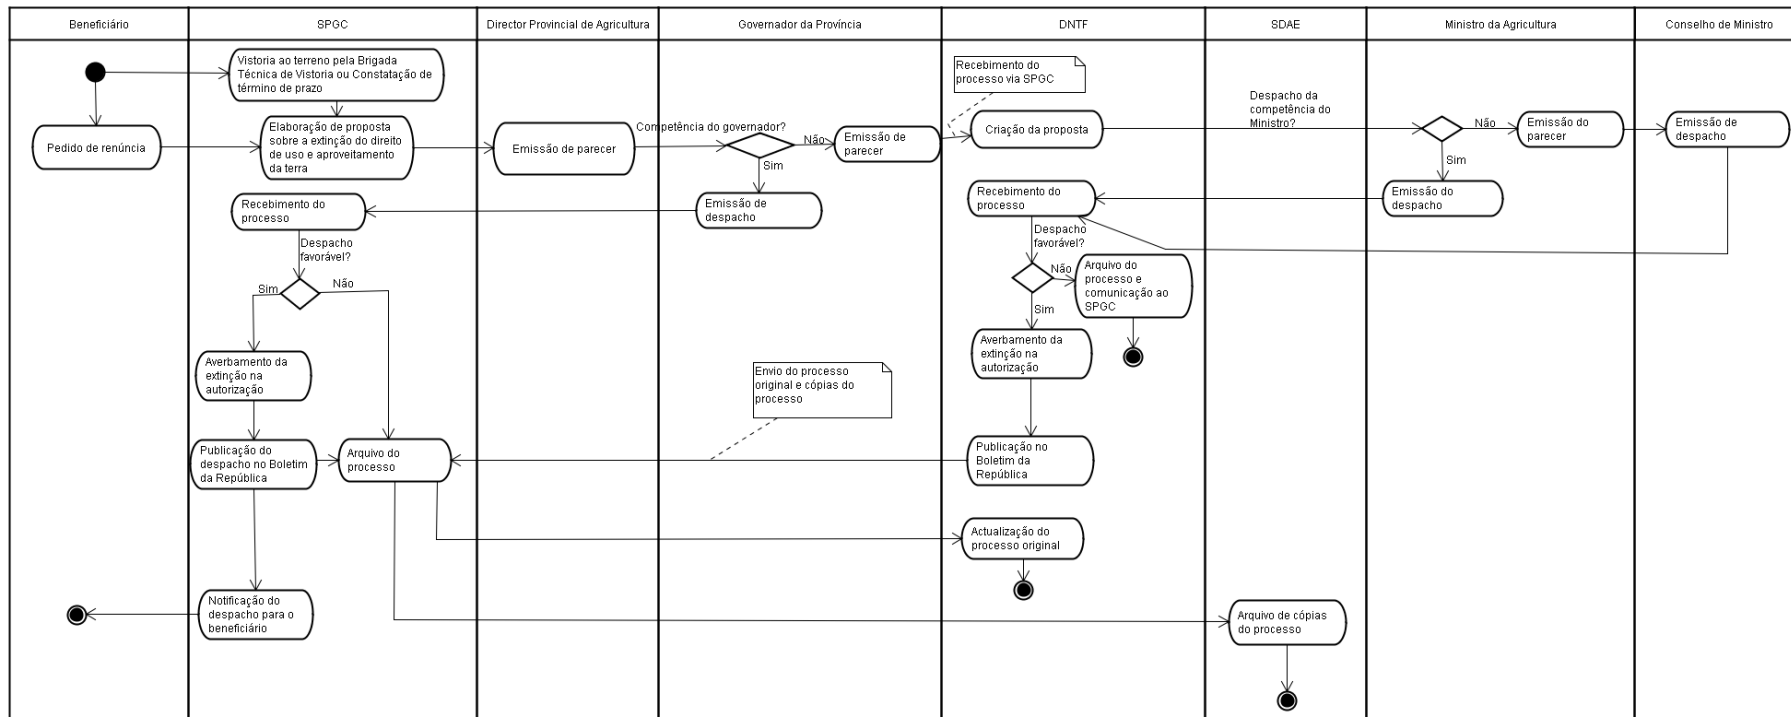 Beneficiário
SPGC
Director Provincial de Agricultura
Governador da Província
DNTF
SDAE
Ministro da Agricultura
Conselho de Ministro
Vistoria ao terreno pela Brigada
Técnica de Vistoria ou Constatação de
término de prazo
Recebimento do
processo via SPGC
Despacho da
competência do
Ministro?
Pedido de renúncia
Elaboração de proposta
sobre a extinção do direito
de uso e aproveitamento
da terra
Emissão de parecer
Competência do governador?
Não
Sim
Emissão de
parecer
Criação da proposta
Não
Sim
Emissão do
parecer
Emissão de
despacho
Recebimento do
processo
Emissão de
despacho
Recebimento do
processo
Emissão do
despacho
Despacho
favorável?
Sim
Não
Despacho
favorável?
Não
Sim
Arquivo do
processo e
comunicação ao
SPGC
Averbamento da
extinção na
autorização
Averbamento da
extinção na
autorização
Envio do processo
original e cópias do
processo
Publicação do
despacho no Boletim
da República
Arquivo do
processo
Publicação no
Boletim da
República
Actualização do
processo original
Notificação do
despacho para o
beneficiário
Arquivo de cópias
do processo